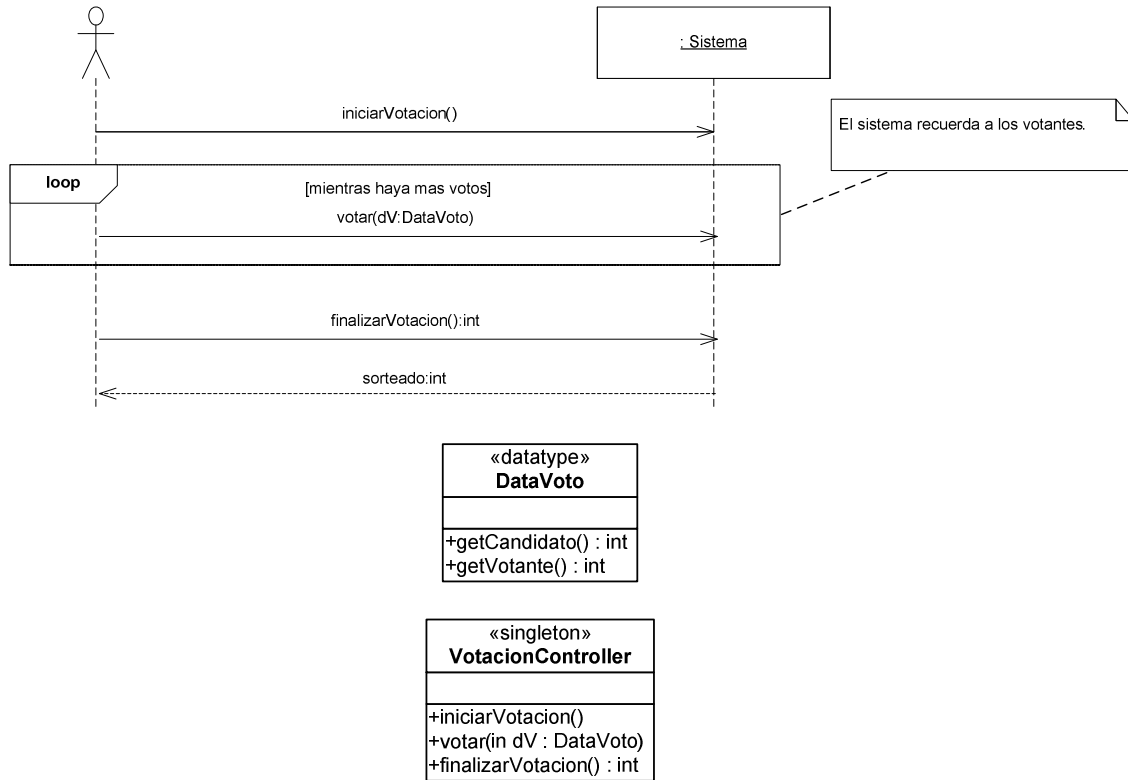 : Sistema
iniciarVotacion()
El sistema recuerda a los votantes.
loop
[mientras haya mas votos]
votar(dV:DataVoto)
finalizarVotacion():int
sorteado:int
«datatype»
DataVoto
+getCandidato() : int
+getVotante() : int
«singleton»
VotacionController
+iniciarVotacion()
+votar(in dV : DataVoto)
+finalizarVotacion() : int